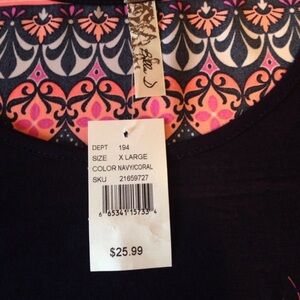 DEPT 194
SIZE X LARGE
COLOR NAVY/CORAL
SKU 21659727
6 65341 15733 4
$25.99